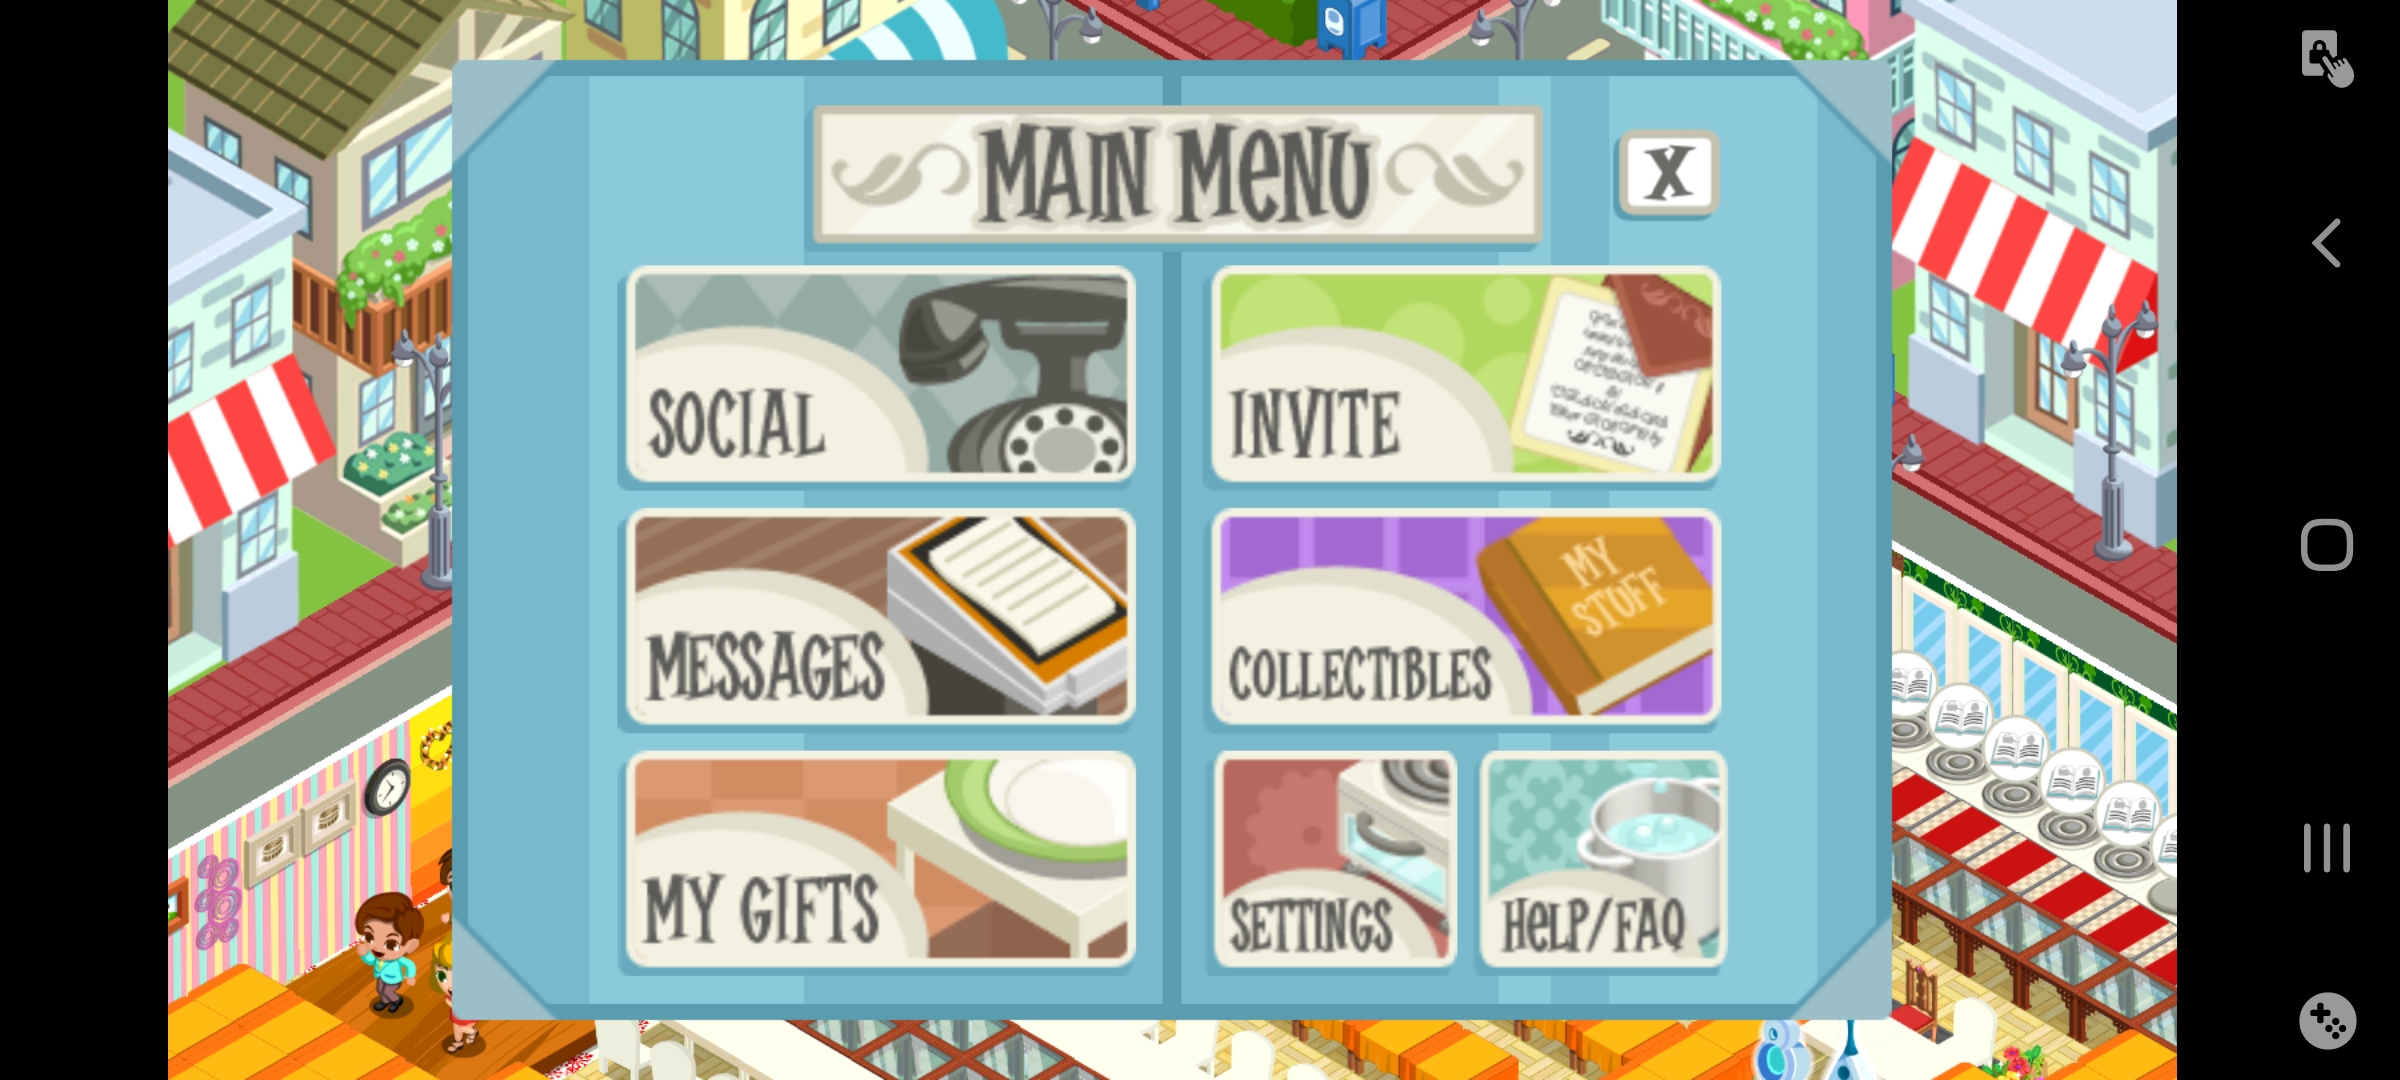 MAIN MENU
X
SOCIAL
INVITE
MESSAGES
MY
STUFF
COLLECTIBLES
MY GIFTS
SETTINGS
HELP/FAQ